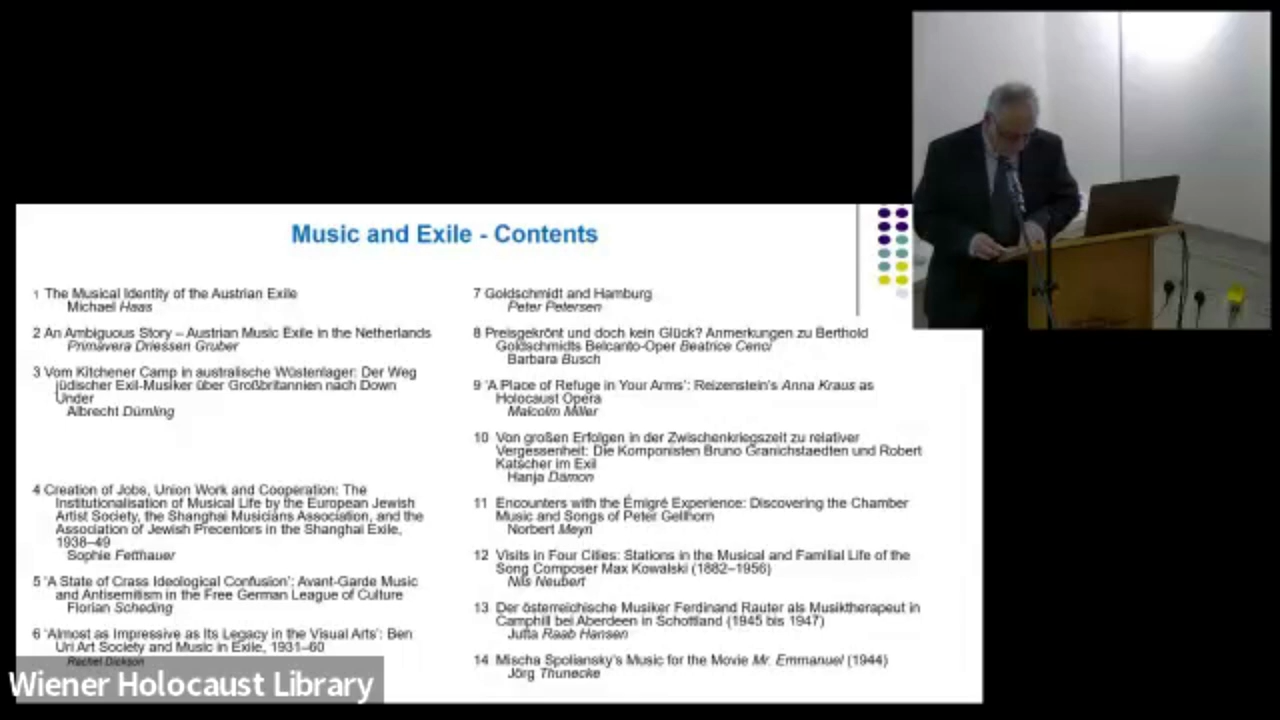 Music and Exile - Contents
1 The Musical Identity of the Austrian Exile
Michael Haas
2 An Ambiguous Story – Austrian Music Exile in the Netherlands
Primavera Driessen Gruber
3 Vom Kitchener Camp in australische Wüstenlager: Der Weg
jüdischer Exil-Musiker über Großbritannien nach Down
Under
Albrecht Dümling
4 Creation of Jobs, Union Work and Cooperation: The
Institutionalisation of Musical Life by the European Jewish
Artist Society, the Shanghai Musicians Association, and the
Association of Jewish Precentors in the Shanghai Exile,
1938–49
Sophie Fetthauer
5 'A State of Crass Ideological Confusion': Avant-Garde Music
and Antisemitism in the Free German League of Culture
Florian Scheding
6 'Almost as Impressive as Its Legacy in the Visual Arts': Ben
Uri Art Society and Music in Exile, 1931–60
Rachel Dickson
7 Goldschmidt and Hamburg
Peter Petersen
8 Preisgekrönt und doch kein Glück? Anmerkungen zu Berthold
Goldschmidts Belcanto-Oper Beatrice Cenci
Barbara Busch
9 'A Place of Refuge in Your Arms': Reizenstein's Anna Kraus as
Holocaust Opera
Malcolm Miller
10 Von großen Erfolgen in der Zwischenkriegszeit zu relativer
Vergessenheit: Die Komponisten Bruno Granichstaedten und Robert
Katscher im Exil
Hanja Dämon
11 Encounters with the Émigré Experience: Discovering the Chamber
Music and Songs of Peter Gellhorn
Norbert Meyn
12 Visits in Four Cities: Stations in the Musical and Familial Life of the
Song Composer Max Kowalski (1882–1956)
Nils Neubert
13 Der österreichische Musiker Ferdinand Rauter als Musiktherapeut in
Camphill bei Aberdeen in Schottland (1945 bis 1947)
Jutta Raab Hansen
14 Mischa Spoliansky's Music for the Movie Mr. Emmanuel (1944)
Jörg Thunecke
Wiener Holocaust Library